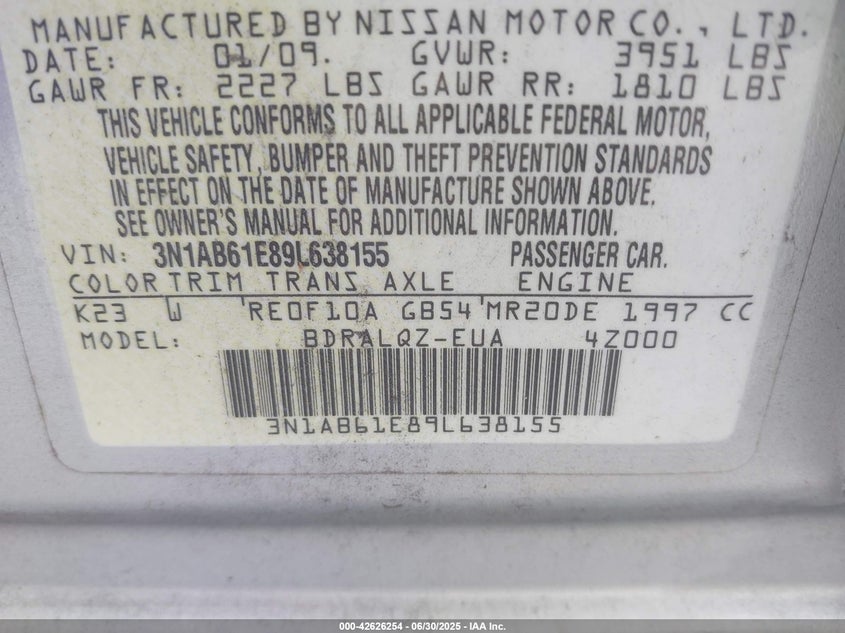 MANUFACTURED BY NISSAN MOTOR CO., LTD.
DATE: 01/09. GVWR: 3951 LBS
GAWR FR: 2227 LBS GAWR RR: 1810 LBS
THIS VEHICLE CONFORMS TO ALL APPLICABLE FEDERAL MOTOR,
VEHICLE SAFETY, BUMPER AND THEFT PREVENTION STANDARDS
IN EFFECT ON THE DATE OF MANUFACTURE SHOWN ABOVE.
SEE OWNER'S MANUAL FOR ADDITIONAL INFORMATION.
VIN: 3N1AB61E89L638155 PASSENGER CAR.
COLOR TRIM TRANS AXLE ENGINE
K23 W RE0F10A GB54 MR20DE 1997 CC
MODEL: BDRALQZ-EUA 4Z000
3N1AB61E89L638155
000-42626254 - 06/30/2025 - IAA Inc.